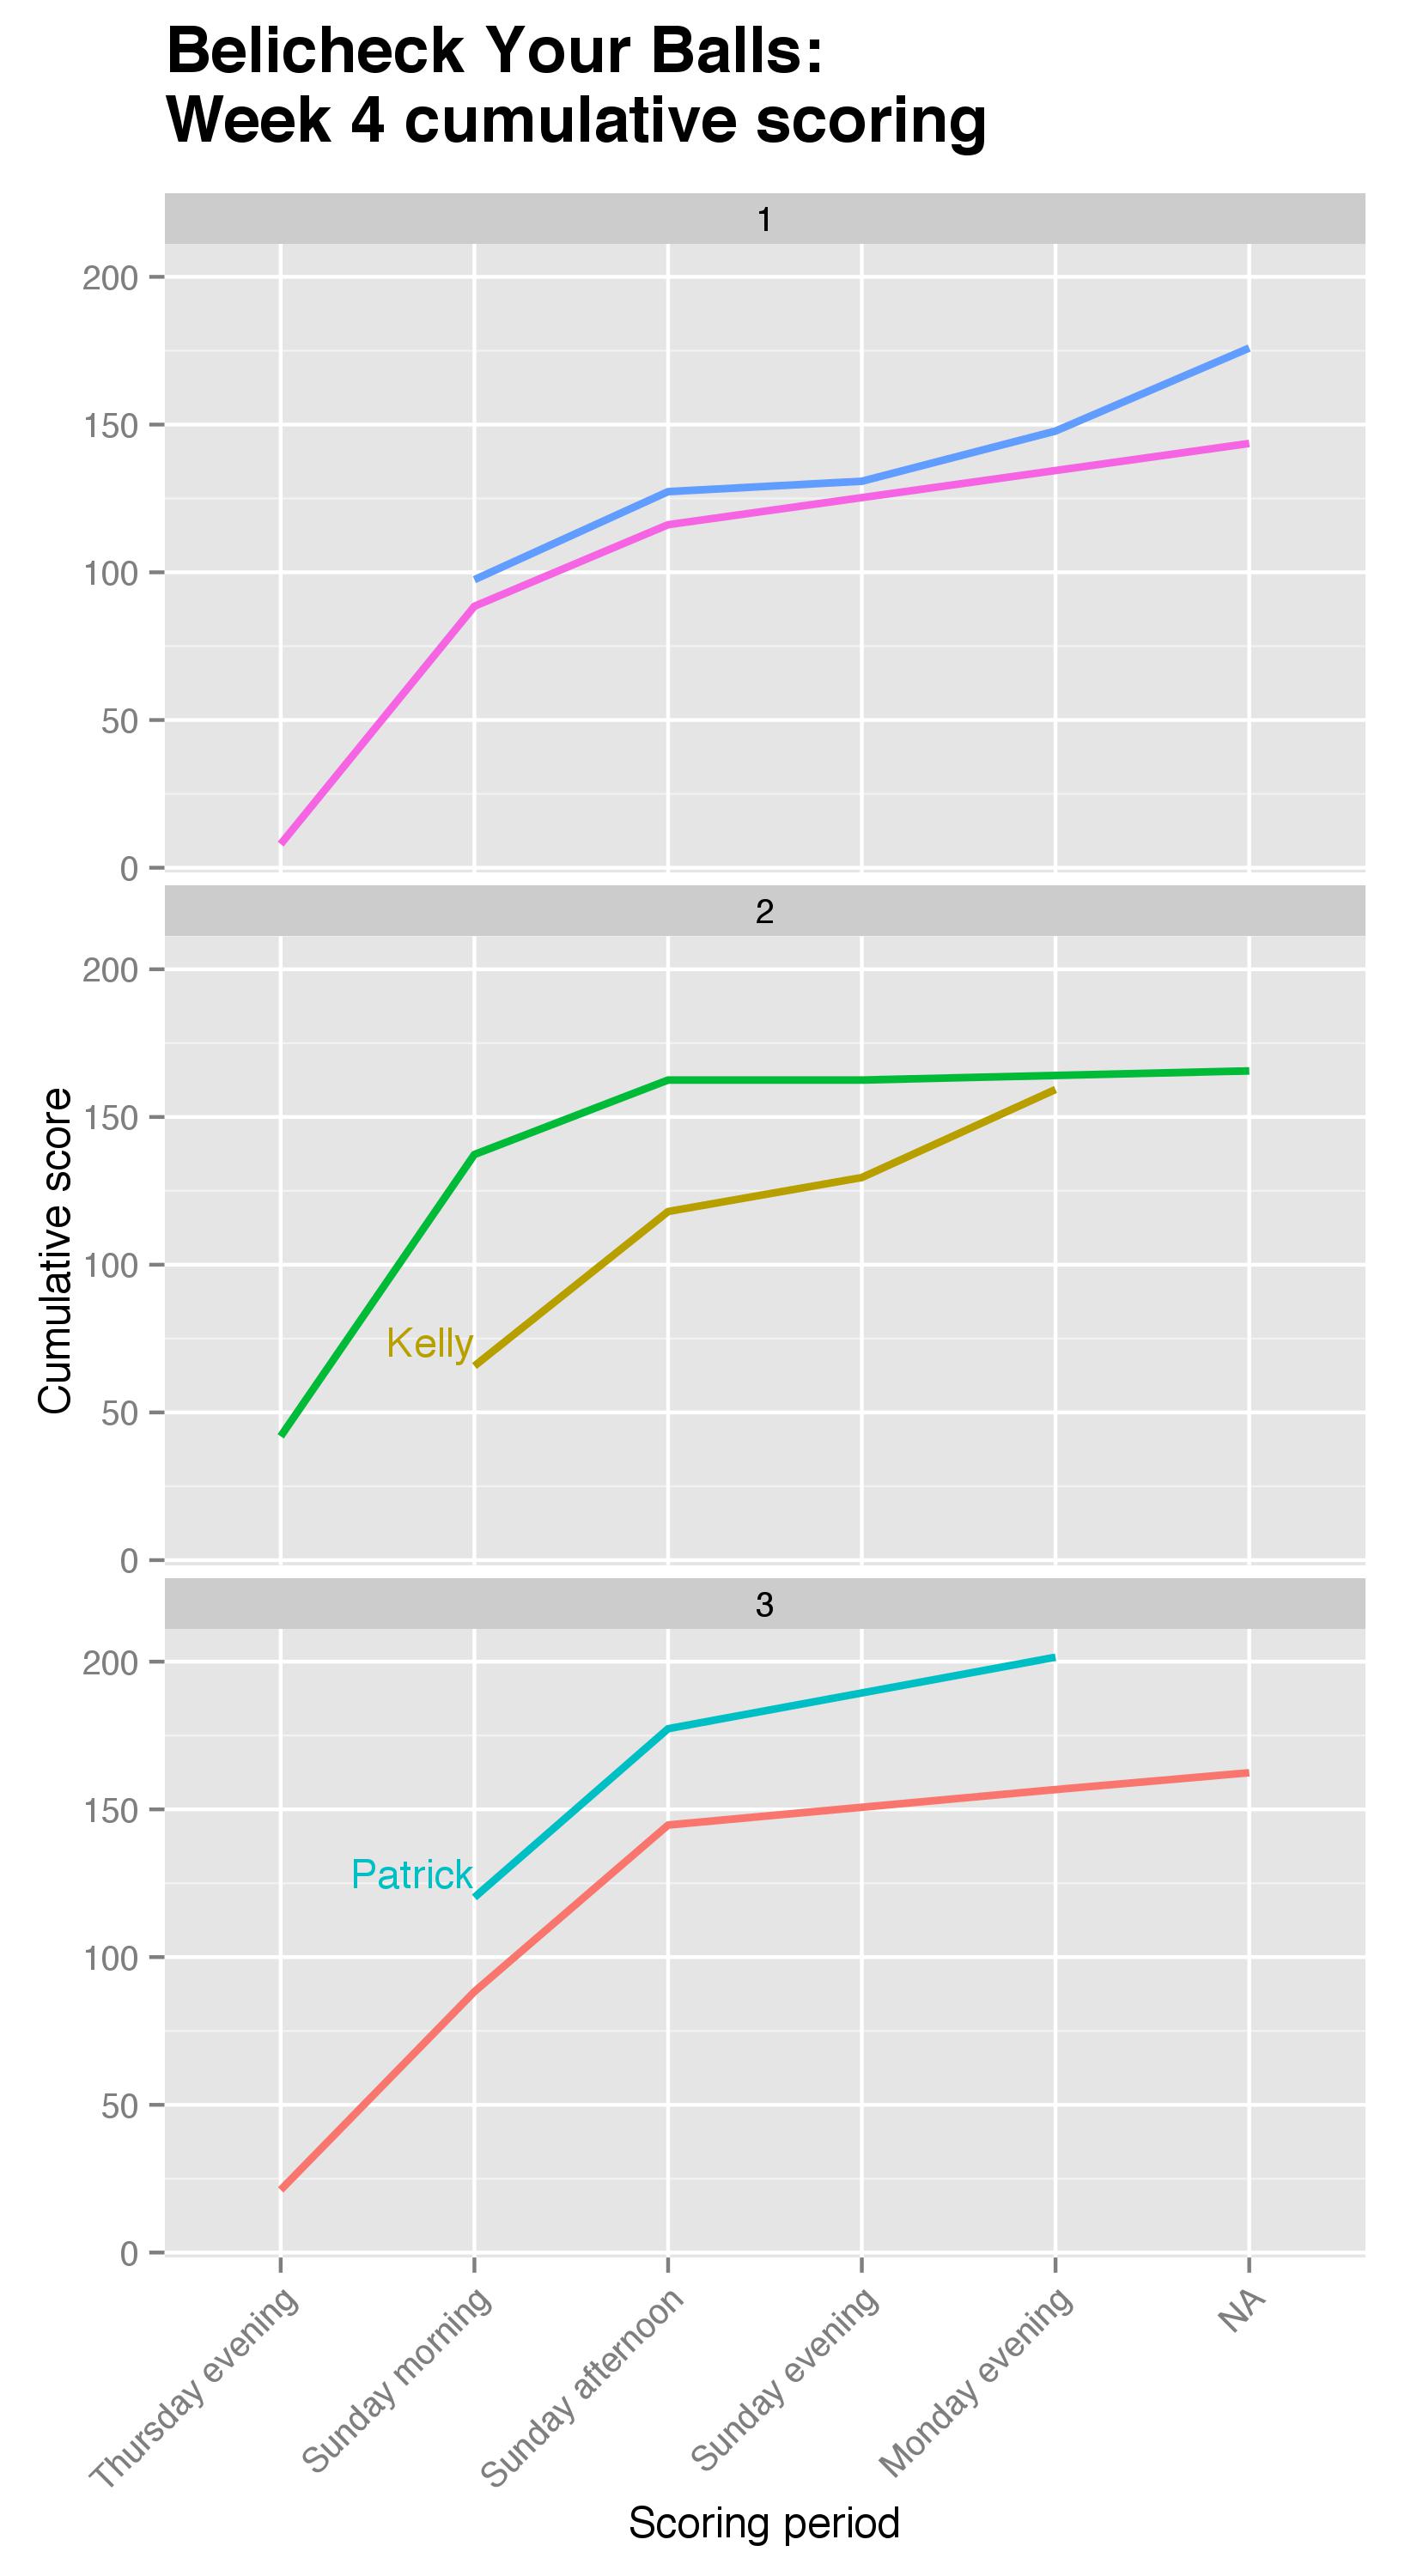 Belicheck Your Balls:
Week 4 cumulative scoring
1
200
150
100
50
0
2
200
150
100
50
0
Kelly
Cumulative score
3
200
150
100
50
0
Patrick
Thursday evening
Sunday morning
Sunday afternoon
Sunday evening
Monday evening
NA
Scoring period